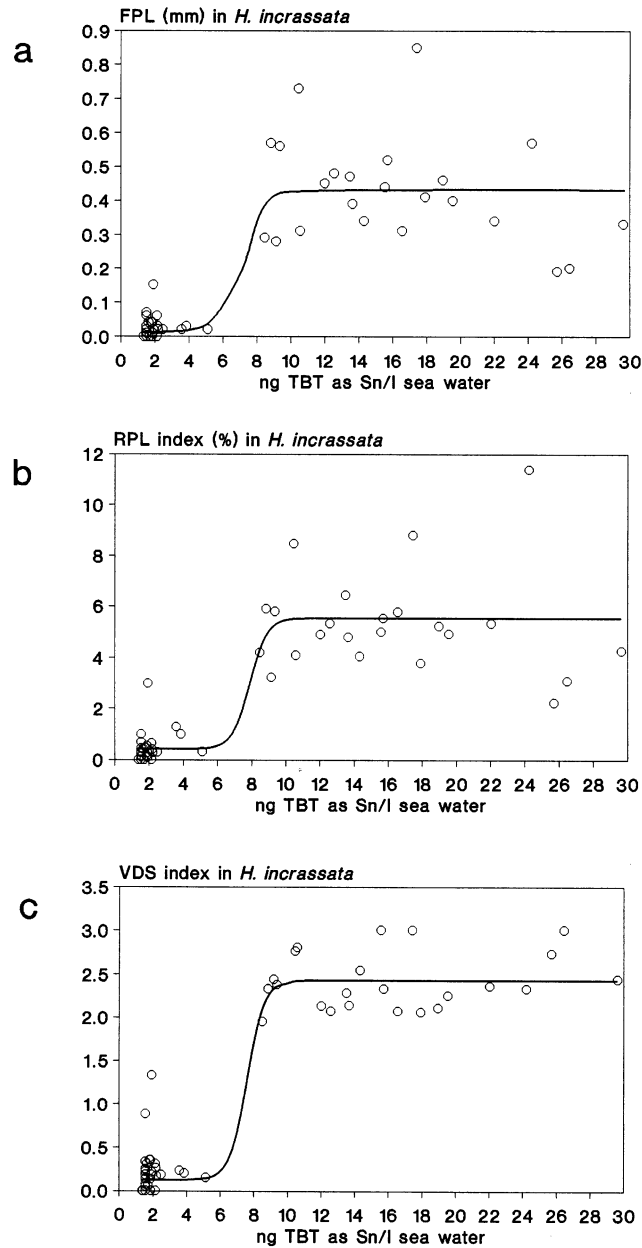 a
FPL (mm) in H. incrassata
0.9
0.8
0.7
0.6
0.5
0.4
0.3
0.2
0.1
0.0
0 2 4 6 8 10 12 14 16 18 20 22 24 26 28 30
ng TBT as Sn/l sea water
b
RPL index (%) in H. incrassata
12
10
8
6
4
2
0
0 2 4 6 8 10 12 14 16 18 20 22 24 26 28 30
ng TBT as Sn/l sea water
c
VDS index in H. incrassata
3.5
3.0
2.5
2.0
1.5
1.0
0.5
0.0
0 2 4 6 8 10 12 14 16 18 20 22 24 26 28 30
ng TBT as Sn/l sea water